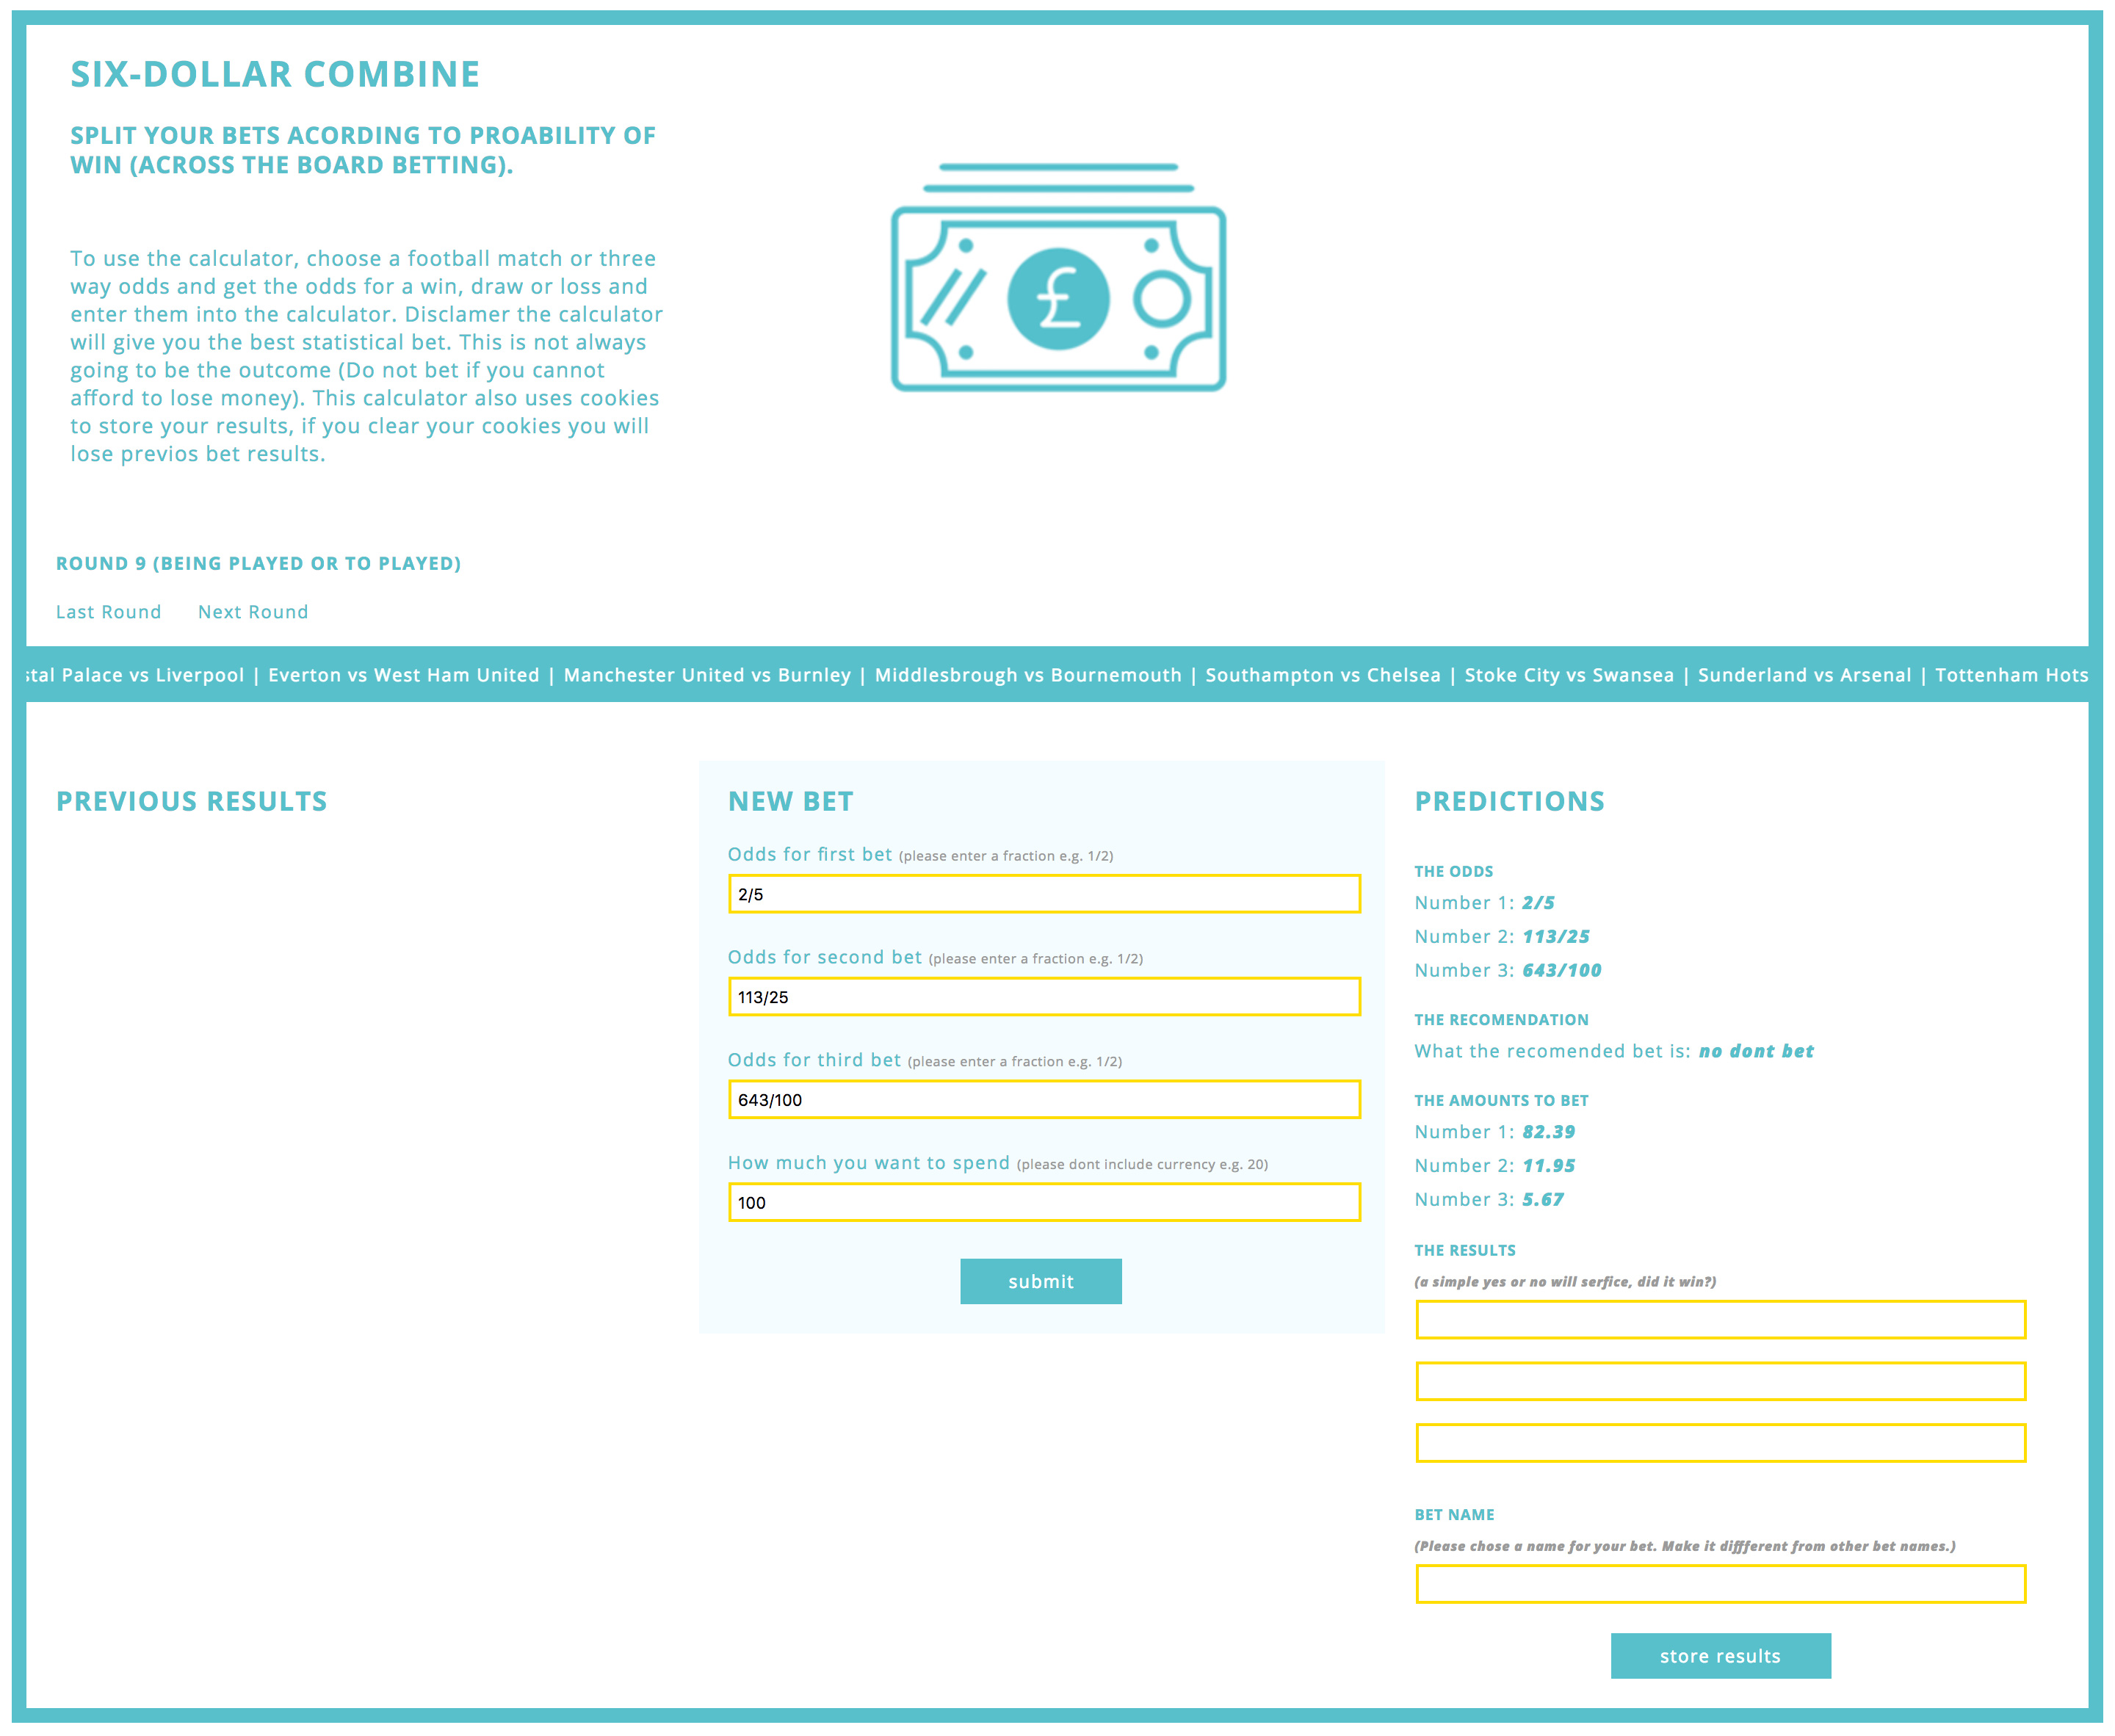 SIX-DOLLAR COMBINE
SPLIT YOUR BETS ACORDING TO PROABILITY OF
WIN (ACROSS THE BOARD BETTING).
To use the calculator, choose a football match or three
way odds and get the odds for a win, draw or loss and
enter them into the calculator. Disclamer the calculator
will give you the best statistical bet. This is not always
going to be the outcome (Do not bet if you cannot
afford to lose money). This calculator also uses cookies
to store your results, if you clear your cookies you will
lose previos bet results.
£
ROUND 9 (BEING PLAYED OR TO PLAYED)
Last Round Next Round
stal Palace vs Liverpool | Everton vs West Ham United | Manchester United vs Burnley | Middlesbrough vs Bournemouth | Southampton vs Chelsea | Stoke City vs Swansea | Sunderland vs Arsenal | Tottenham Hots
PREVIOUS RESULTS
NEW BET
Odds for first bet (please enter a fraction e.g. 1/2)
2/5
Odds for second bet (please enter a fraction e.g. 1/2)
113/25
Odds for third bet (please enter a fraction e.g. 1/2)
643/100
How much you want to spend (please dont include currency e.g. 20)
100
submit
PREDICTIONS
THE ODDS
Number 1: 2/5
Number 2: 113/25
Number 3: 643/100
THE RECOMENDATION
What the recomended bet is: no dont bet
THE AMOUNTS TO BET
Number 1: 82.39
Number 2: 11.95
Number 3: 5.67
THE RESULTS
(a simple yes or no will serfice, did it win?)
BET NAME
(Please chose a name for your bet. Make it diffferent from other bet names.)
store results